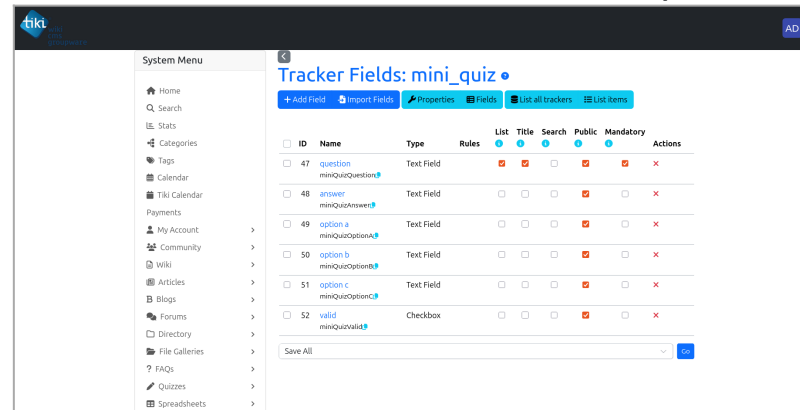 tiki
AD
System Menu
Home
Search
Stats
Categories
Tags
Calendar
Tiki Calendar
Payments
My Account
Community
Wiki
Articles
Blogs
Forums
Directory
File Galleries
FAQs
Quizzes
Spreadsheets
Tracker Fields: mini_quiz
Add Field Import Fields Properties Fields List all trackers List items
ID Name Type Rules List Title Search Public Mandatory Actions
47 question Text Field
miniQuizQuestion
48 answer Text Field
miniQuizAnswer
49 option a Text Field
miniQuizOptionA
50 option b Text Field
miniQuizOptionB
51 option c Text Field
miniQuizOptionC
52 valid Checkbox
miniQuizValid
Save All Go